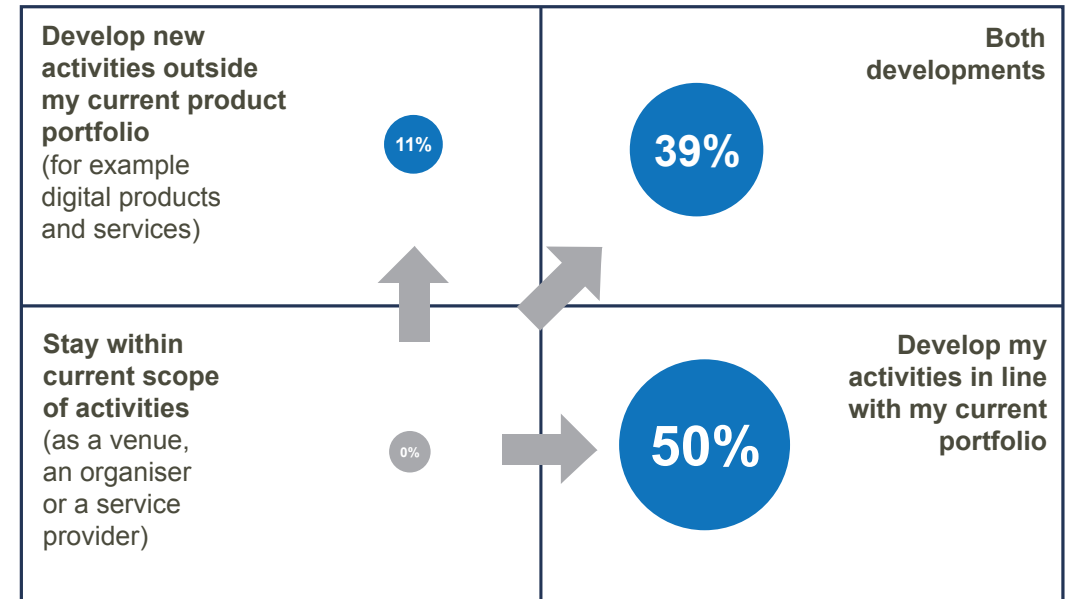 Develop new
activities outside
my current product
portfolio
(for example
digital products
and services)
11%
Both
developments
39%
Stay within
current scope
of activities
(as a venue,
an organiser
or a service
provider)
0%
Develop my
activities in line
with my current
portfolio
50%